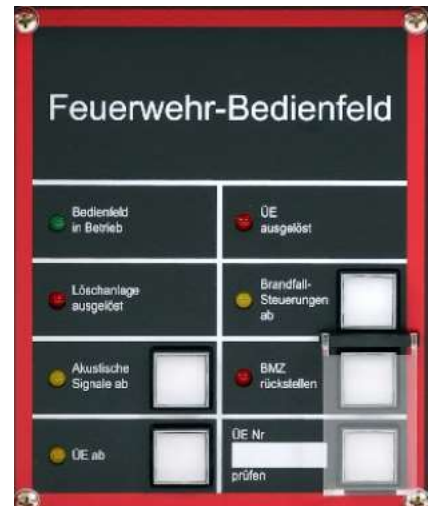 Feuerwehr-Bedienfeld
Bedienfeld
in Betrieb
ÜE
ausgelöst
Löschanlage
ausgelöst
Brandfall-
Steuerungen
ab
Akustische
Signale ab
BMZ
rückstellen
ÜE ab
ÜE Nr
prüfen